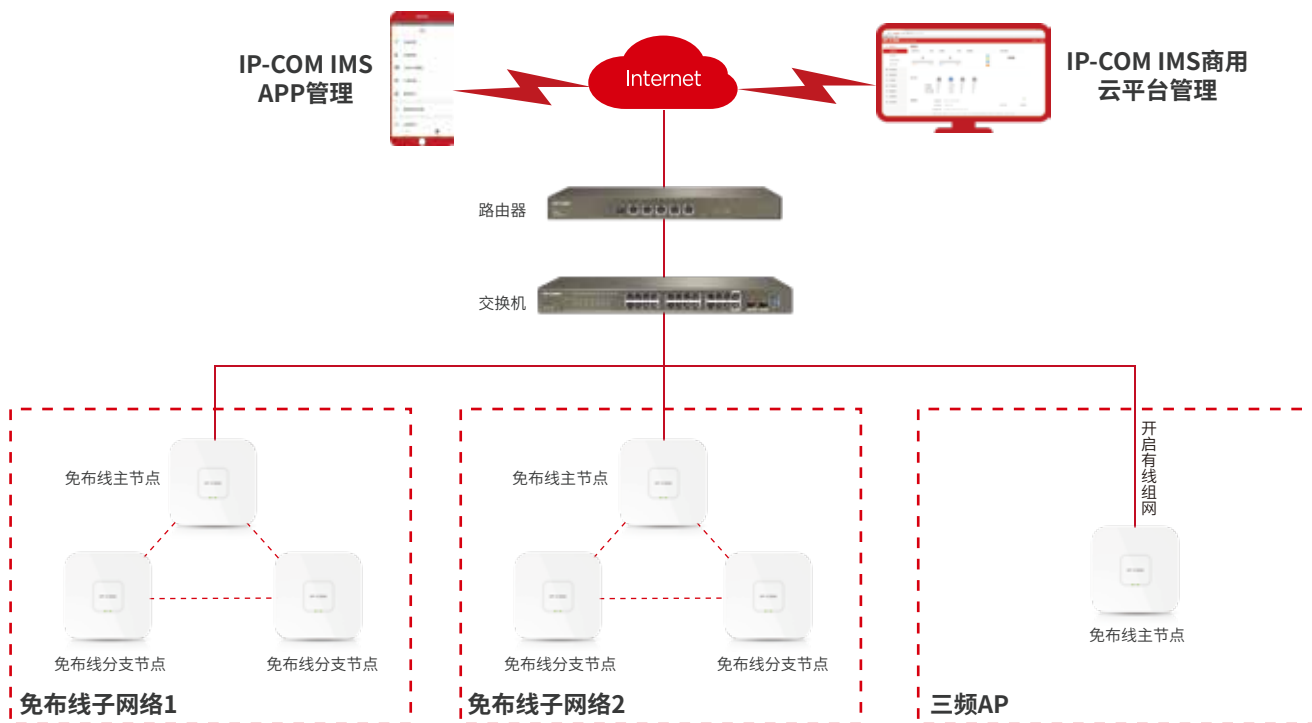 IP-COM IMS
APP管理
Internet
IP-COM IMS商用
云平台管理
路由器
交换机
免布线主节点
免布线分支节点
免布线分支节点
免布线子网络1
免布线主节点
免布线分支节点
免布线分支节点
免布线子网络2
开启有线组网
免布线主节点
三频AP